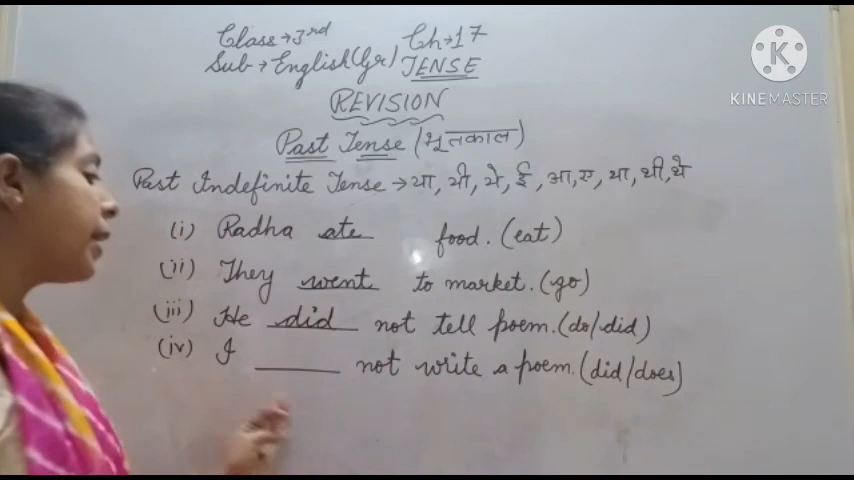 Class→3rd Ch→17
Sub→English(Gr) TENSE
REVISION
Past Tense (भूतकाल)
Past Indefinite Tense → या, यी, ये, ई, आ, ए, था, थी, थे
(i) Radha ate food. (eat)
(ii) They went to market. (go)
(iii) He did not tell poem. (do/did)
(iv) I ______ not write a poem. (did/does)
K
KINEMASTER